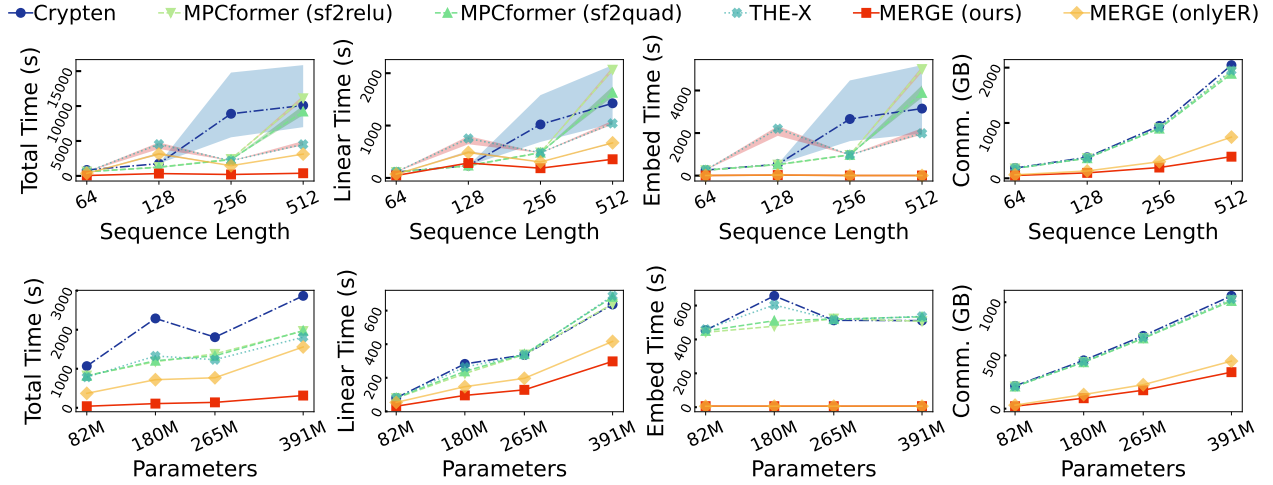 Crypten MPCformer (sf2relu) MPCformer (sf2quad) THE-X MERGE (ours) MERGE (onlyER)
Total Time (s)
0
5000
10000
15000
64 128 256 512
Sequence Length
Linear Time (s)
0
1000
2000
64 128 256 512
Sequence Length
Embed Time (s)
0
2000
4000
64 128 256 512
Sequence Length
Comm. (GB)
0
1000
2000
64 128 256 512
Sequence Length
Total Time (s)
0
1000
2000
3000
82M 180M 265M 391M
Parameters
Linear Time (s)
0
200
400
600
82M 180M 265M 391M
Parameters
Embed Time (s)
0
200
400
600
82M 180M 265M 391M
Parameters
Comm. (GB)
0
500
1000
82M 180M 265M 391M
Parameters